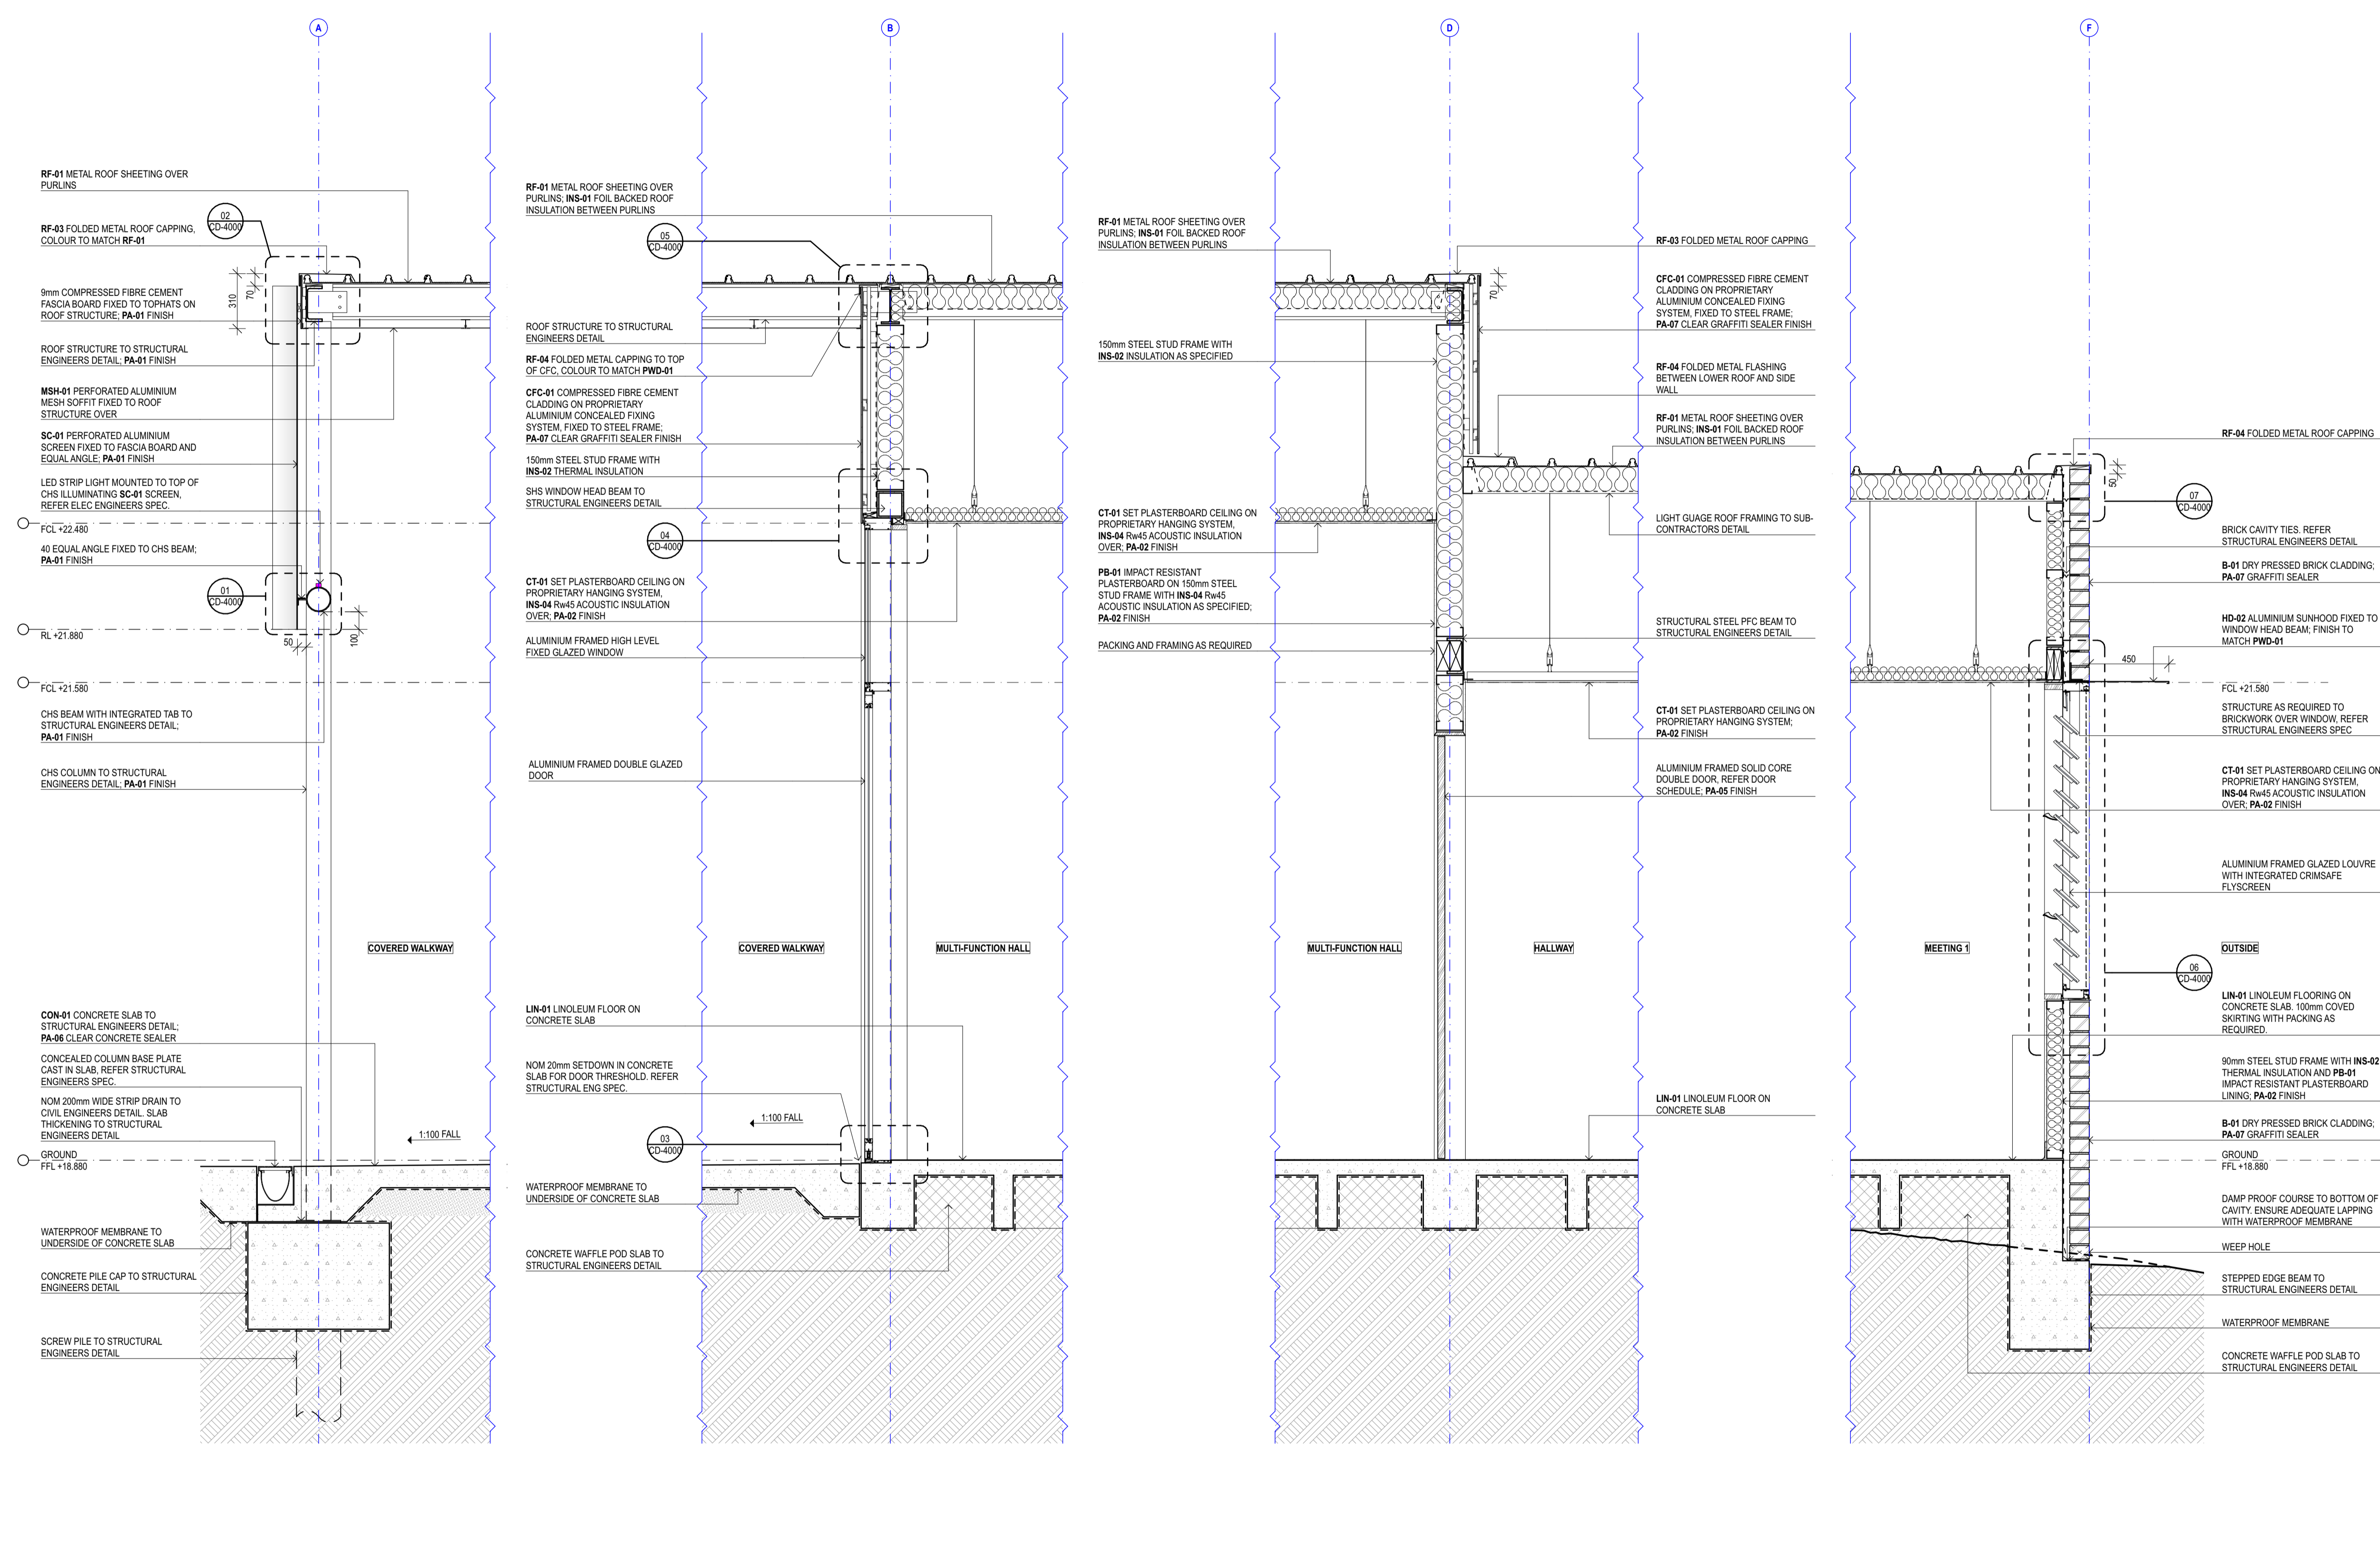 A
B
D
F
RF-01 METAL ROOF SHEETING OVER
PURLINS
02
CD-4000
RF-03 FOLDED METAL ROOF CAPPING,
COLOUR TO MATCH RF-01
310
70
9mm COMPRESSED FIBRE CEMENT
FASCIA BOARD FIXED TO TOPHATS ON
ROOF STRUCTURE; PA-01 FINISH
ROOF STRUCTURE TO STRUCTURAL
ENGINEERS DETAIL; PA-01 FINISH
MSH-01 PERFORATED ALUMINIUM
MESH SOFFIT FIXED TO ROOF
STRUCTURE OVER
SC-01 PERFORATED ALUMINIUM
SCREEN FIXED TO FASCIA BOARD AND
EQUAL ANGLE; PA-01 FINISH
LED STRIP LIGHT MOUNTED TO TOP OF
CHS ILLUMINATING SC-01 SCREEN,
REFER ELEC ENGINEERS SPEC.
FCL +22.480
40 EQUAL ANGLE FIXED TO CHS BEAM;
PA-01 FINISH
01
CD-4000
RL +21.880
50
100
FCL +21.580
CHS BEAM WITH INTEGRATED TAB TO
STRUCTURAL ENGINEERS DETAIL;
PA-01 FINISH
CHS COLUMN TO STRUCTURAL
ENGINEERS DETAIL; PA-01 FINISH
COVERED WALKWAY
CON-01 CONCRETE SLAB TO
STRUCTURAL ENGINEERS DETAIL;
PA-06 CLEAR CONCRETE SEALER
CONCEALED COLUMN BASE PLATE
CAST IN SLAB, REFER STRUCTURAL
ENGINEERS SPEC.
NOM 200mm WIDE STRIP DRAIN TO
CIVIL ENGINEERS DETAIL. SLAB
THICKENING TO STRUCTURAL
ENGINEERS DETAIL
1:100 FALL
GROUND
FFL +18.880
WATERPROOF MEMBRANE TO
UNDERSIDE OF CONCRETE SLAB
CONCRETE PILE CAP TO STRUCTURAL
ENGINEERS DETAIL
SCREW PILE TO STRUCTURAL
ENGINEERS DETAIL
RF-01 METAL ROOF SHEETING OVER
PURLINS; INS-01 FOIL BACKED ROOF
INSULATION BETWEEN PURLINS
05
CD-4000
ROOF STRUCTURE TO STRUCTURAL
ENGINEERS DETAIL
RF-04 FOLDED METAL CAPPING TO TOP
OF CFC, COLOUR TO MATCH PWD-01
CFC-01 COMPRESSED FIBRE CEMENT
CLADDING ON PROPRIETARY
ALUMINIUM CONCEALED FIXING
SYSTEM, FIXED TO STEEL FRAME;
PA-07 CLEAR GRAFFITI SEALER FINISH
150mm STEEL STUD FRAME WITH
INS-02 THERMAL INSULATION
SHS WINDOW HEAD BEAM TO
STRUCTURAL ENGINEERS DETAIL
04
CD-4000
CT-01 SET PLASTERBOARD CEILING ON
PROPRIETARY HANGING SYSTEM,
INS-04 Rw45 ACOUSTIC INSULATION
OVER; PA-02 FINISH
ALUMINIUM FRAMED HIGH LEVEL
FIXED GLAZED WINDOW
ALUMINIUM FRAMED DOUBLE GLAZED
DOOR
COVERED WALKWAY
MULTI-FUNCTION HALL
LIN-01 LINOLEUM FLOOR ON
CONCRETE SLAB
NOM 20mm SETDOWN IN CONCRETE
SLAB FOR DOOR THRESHOLD. REFER
STRUCTURAL ENG SPEC.
1:100 FALL
03
CD-4000
WATERPROOF MEMBRANE TO
UNDERSIDE OF CONCRETE SLAB
CONCRETE WAFFLE POD SLAB TO
STRUCTURAL ENGINEERS DETAIL
RF-01 METAL ROOF SHEETING OVER
PURLINS; INS-01 FOIL BACKED ROOF
INSULATION BETWEEN PURLINS
150mm STEEL STUD FRAME WITH
INS-02 INSULATION AS SPECIFIED
CT-01 SET PLASTERBOARD CEILING ON
PROPRIETARY HANGING SYSTEM,
INS-04 Rw45 ACOUSTIC INSULATION
OVER; PA-02 FINISH
PB-01 IMPACT RESISTANT
PLASTERBOARD ON 150mm STEEL
STUD FRAME WITH INS-04 Rw45
ACOUSTIC INSULATION AS SPECIFIED;
PA-02 FINISH
PACKING AND FRAMING AS REQUIRED
MULTI-FUNCTION HALL
HALLWAY
70
RF-03 FOLDED METAL ROOF CAPPING
CFC-01 COMPRESSED FIBRE CEMENT
CLADDING ON PROPRIETARY
ALUMINIUM CONCEALED FIXING
SYSTEM, FIXED TO STEEL FRAME;
PA-07 CLEAR GRAFFITI SEALER FINISH
RF-04 FOLDED METAL FLASHING
BETWEEN LOWER ROOF AND SIDE
WALL
RF-01 METAL ROOF SHEETING OVER
PURLINS; INS-01 FOIL BACKED ROOF
INSULATION BETWEEN PURLINS
LIGHT GUAGE ROOF FRAMING TO SUB-
CONTRACTORS DETAIL
STRUCTURAL STEEL PFC BEAM TO
STRUCTURAL ENGINEERS DETAIL
CT-01 SET PLASTERBOARD CEILING ON
PROPRIETARY HANGING SYSTEM;
PA-02 FINISH
ALUMINIUM FRAMED SOLID CORE
DOUBLE DOOR, REFER DOOR
SCHEDULE; PA-05 FINISH
LIN-01 LINOLEUM FLOOR ON
CONCRETE SLAB
RF-04 FOLDED METAL ROOF CAPPING
50
07
CD-4000
BRICK CAVITY TIES. REFER
STRUCTURAL ENGINEERS DETAIL
B-01 DRY PRESSED BRICK CLADDING;
PA-07 GRAFFITI SEALER
HD-02 ALUMINIUM SUNHOOD FIXED TO
WINDOW HEAD BEAM; FINISH TO
MATCH PWD-01
450
FCL +21.580
STRUCTURE AS REQUIRED TO
BRICKWORK OVER WINDOW, REFER
STRUCTURAL ENGINEERS SPEC
CT-01 SET PLASTERBOARD CEILING ON
PROPRIETARY HANGING SYSTEM,
INS-04 Rw45 ACOUSTIC INSULATION
OVER; PA-02 FINISH
ALUMINIUM FRAMED GLAZED LOUVRE
WITH INTEGRATED CRIMSAFE
FLYSCREEN
MEETING 1
OUTSIDE
06
CD-4000
LIN-01 LINOLEUM FLOORING ON
CONCRETE SLAB. 100mm COVED
SKIRTING WITH PACKING AS
REQUIRED.
90mm STEEL STUD FRAME WITH INS-02
THERMAL INSULATION AND PB-01
IMPACT RESISTANT PLASTERBOARD
LINING; PA-02 FINISH
B-01 DRY PRESSED BRICK CLADDING;
PA-07 GRAFFITI SEALER
GROUND
FFL +18.880
DAMP PROOF COURSE TO BOTTOM OF
CAVITY. ENSURE ADEQUATE LAPPING
WITH WATERPROOF MEMBRANE
WEEP HOLE
STEPPED EDGE BEAM TO
STRUCTURAL ENGINEERS DETAIL
WATERPROOF MEMBRANE
CONCRETE WAFFLE POD SLAB TO
STRUCTURAL ENGINEERS DETAIL